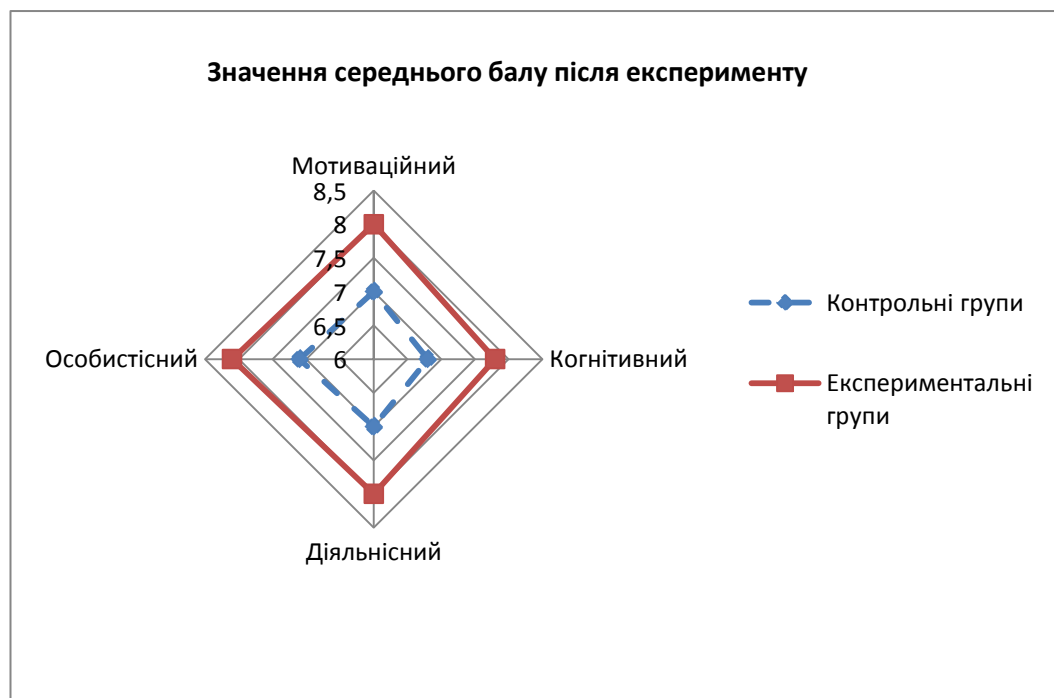 Значення середнього балу після експерименту
Мотиваційний
8,5
8
7,5
7
6,5
6
Особистісний
Когнітивний
Діяльнісний
Контрольні групи
Експериментальні
групи